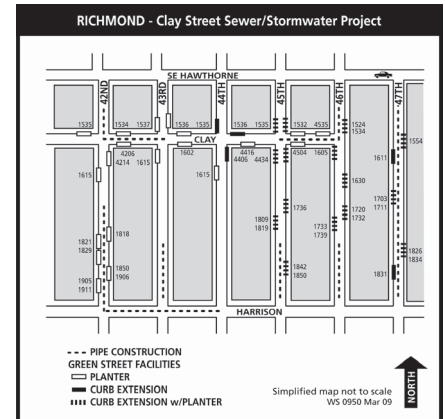 RICHMOND - Clay Street Sewer/Stormwater Project
SE HAWTHORNE
42ND
43RD
44TH
45TH
46TH
47TH
1535
1534
1537
1536
1535
1536
1535
1532
4535
1524
1534
1554
CLAY
4206
4214
1615
1602
4416
4406
4434
4504
1605
1611
1615
1615
1630
1736
1703
1711
1720
1732
1809
1819
1733
1739
1818
1821
1829
1826
1834
1850
1906
1842
1850
1831
1905
1911
HARRISON
PIPE CONSTRUCTION
GREEN STREET FACILITIES
PLANTER
CURB EXTENSION
CURB EXTENSION w/PLANTER
Simplified map not to scale
WS 0950 Mar 09
NORTH